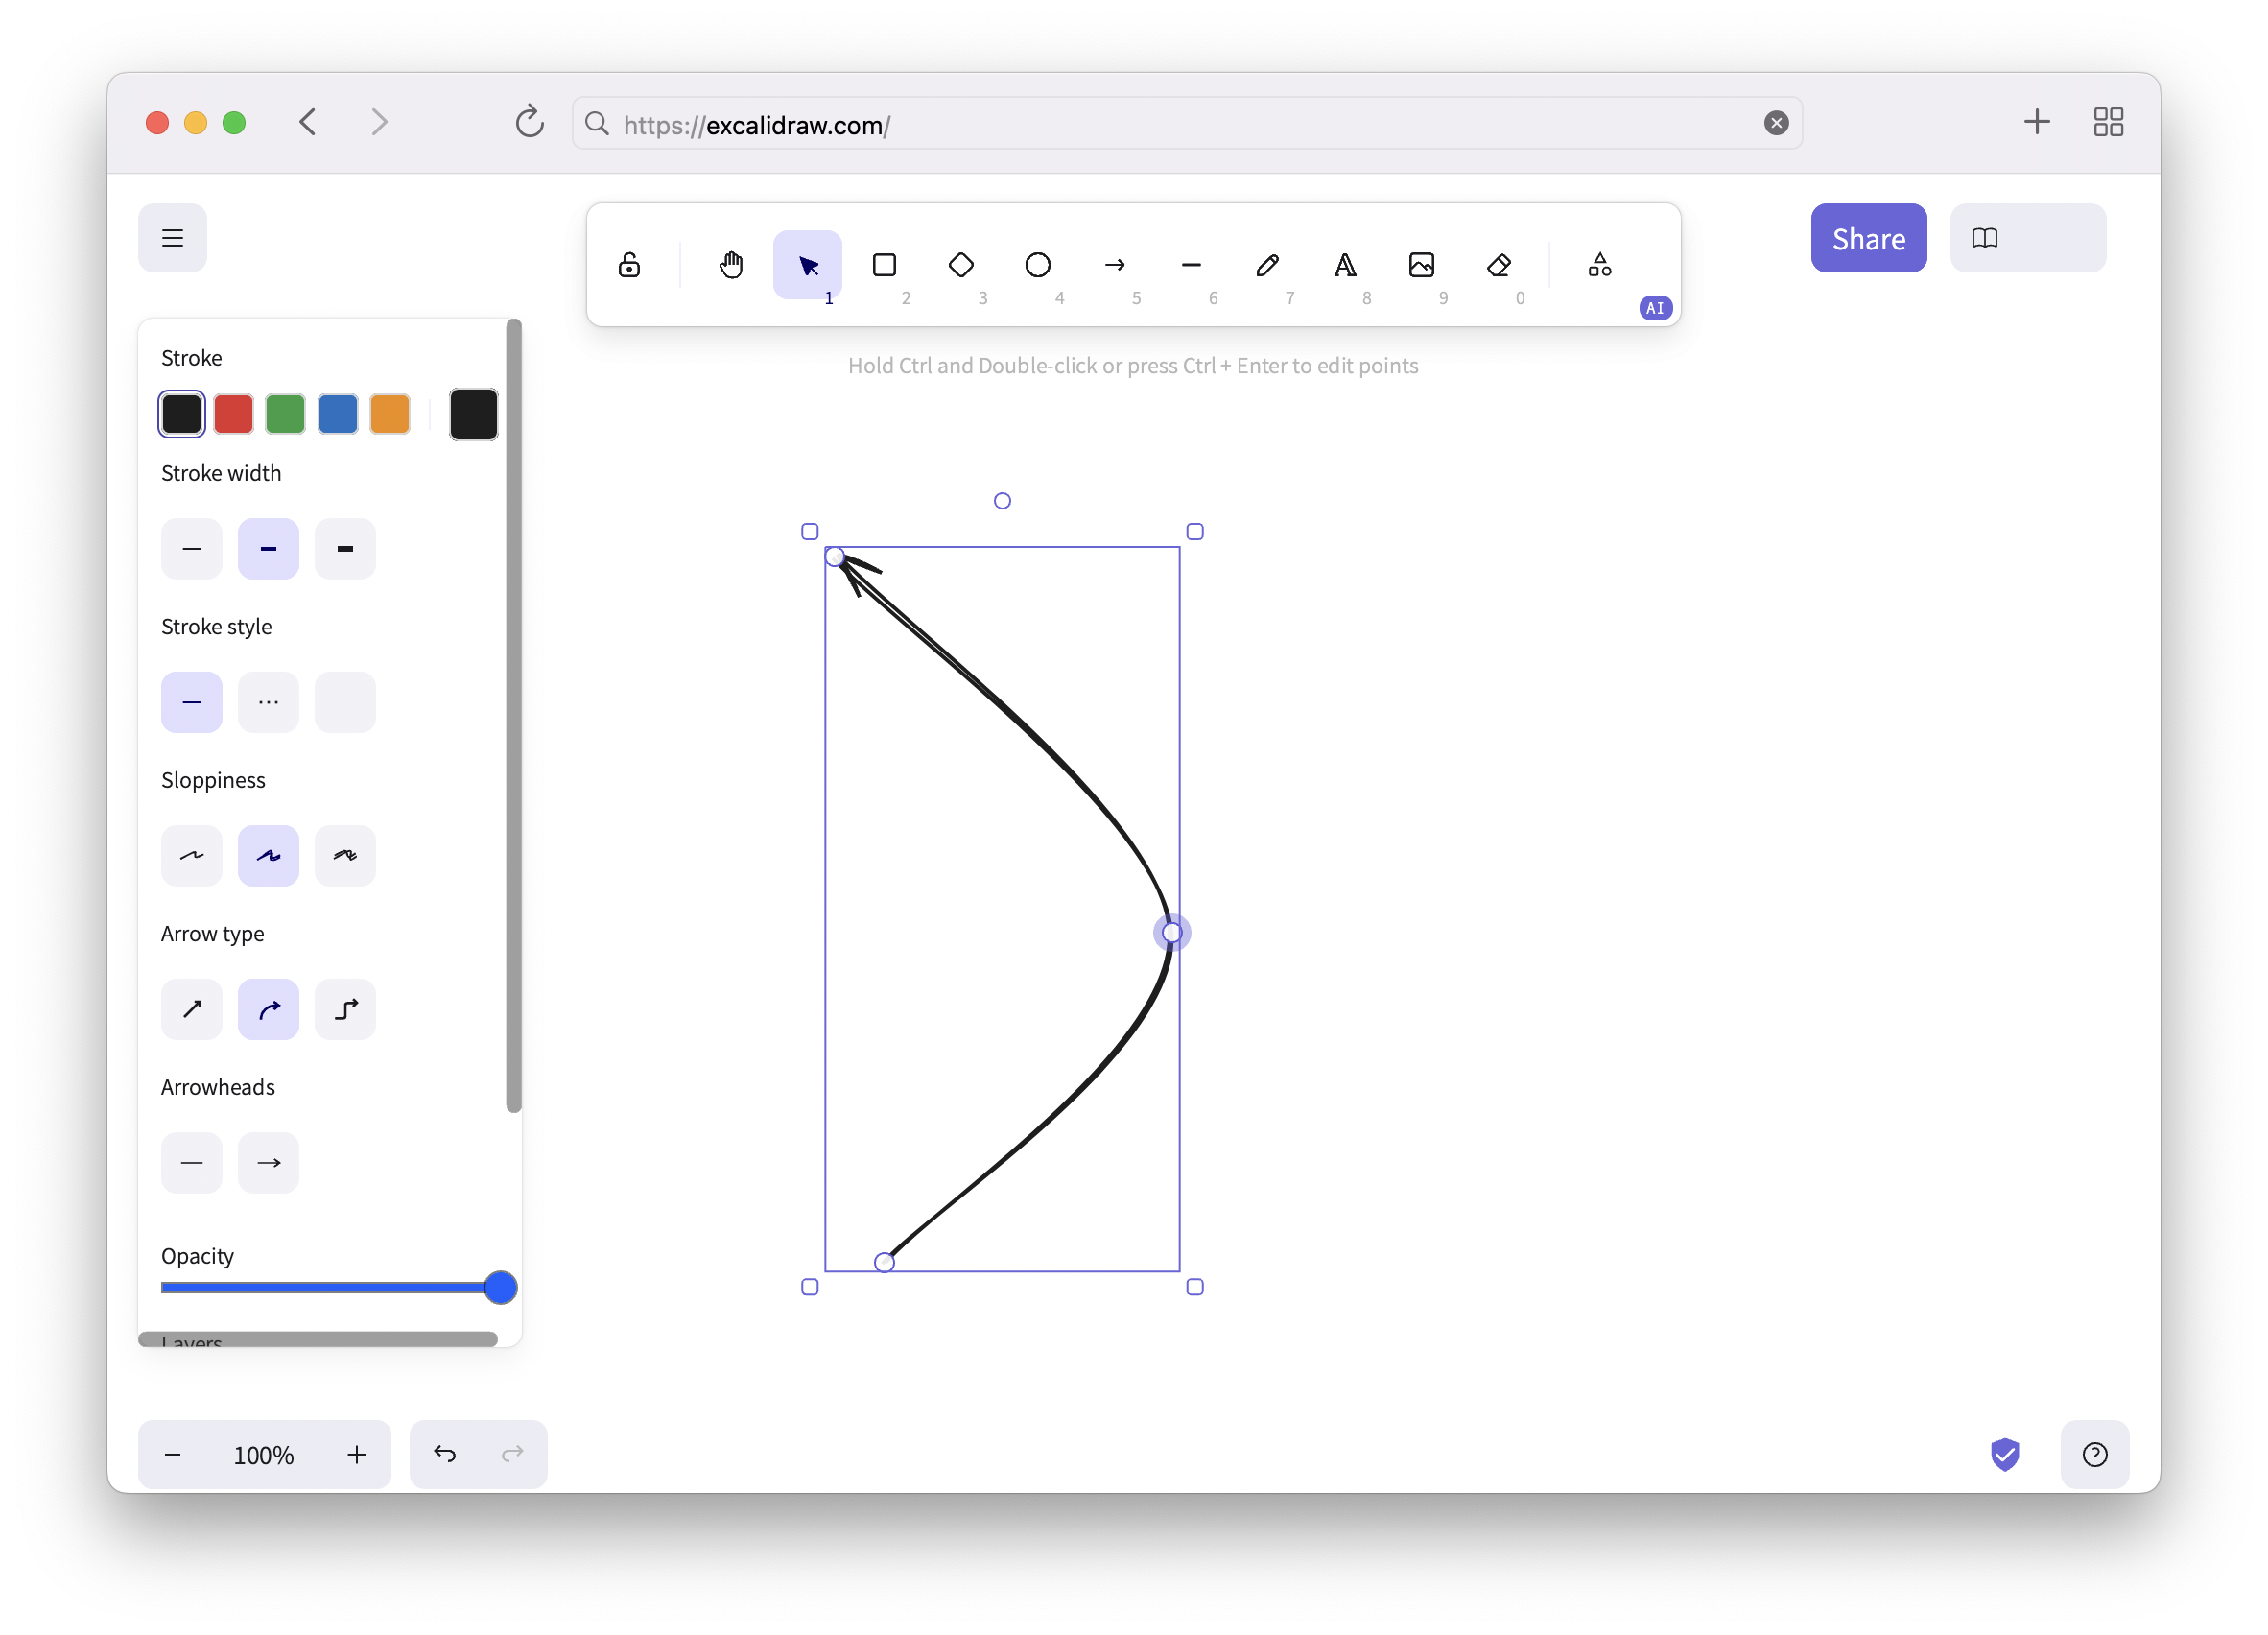 https://excalidraw.com/
1
2
3
4
5
6
7
8
9
0
AI
Share
Hold Ctrl and Double-click or press Ctrl + Enter to edit points
Stroke
Stroke width
Stroke style
Sloppiness
Arrow type
Arrowheads
Opacity
Layers
100%